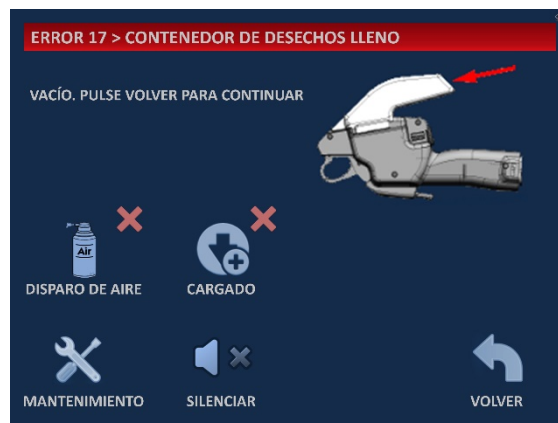 ERROR 17 > CONTENEDOR DE DESECHOS LLENO
VACÍO. PULSE VOLVER PARA CONTINUAR
Air
DISPARO DE AIRE
CARGADO
MANTENIMIENTO
SILENCIAR
VOLVER